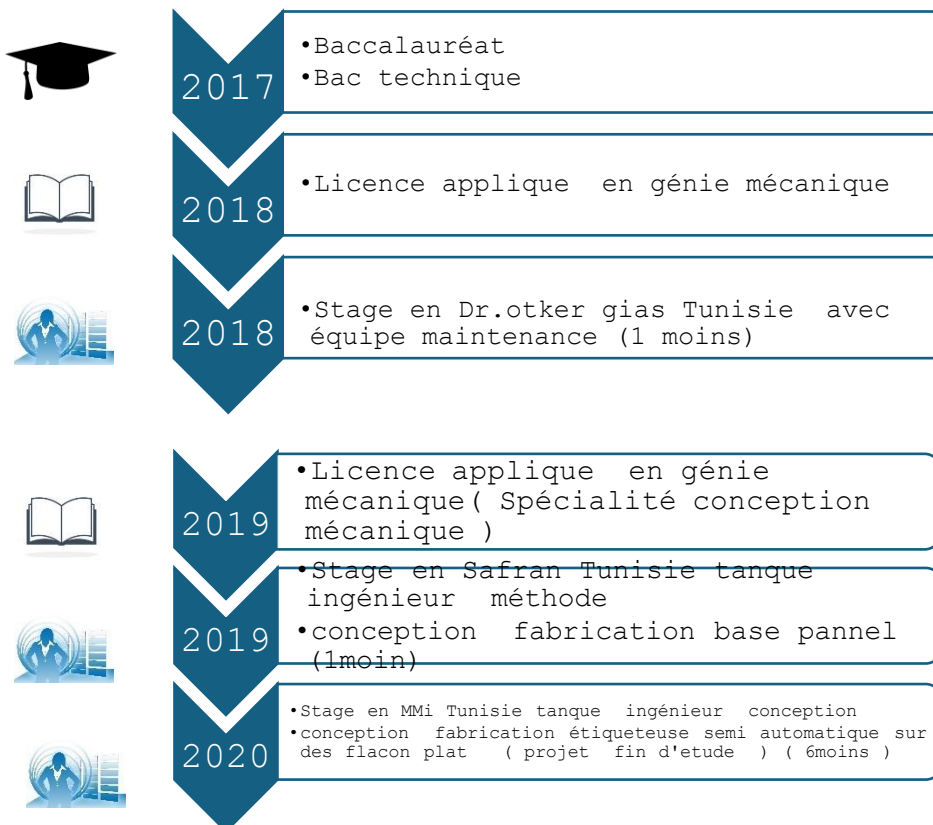 2017
•Baccalauréat
•Bac technique
2018
•Licence applique en génie mécanique
2018
•Stage en Dr.otker gias Tunisie avec
équipe maintenance (1 moins)
2019
•Licence applique en génie
mécanique( Spécialité conception
mécanique )
2019
•Stage en Safran Tunisie tanque
ingénieur méthode
•conception fabrication base pannel
(1moin)
2020
•Stage en MMi Tunisie tanque ingénieur conception
•conception fabrication étiqueteuse semi automatique sur
des flacon plat ( projet fin d'etude ) ( 6moins )